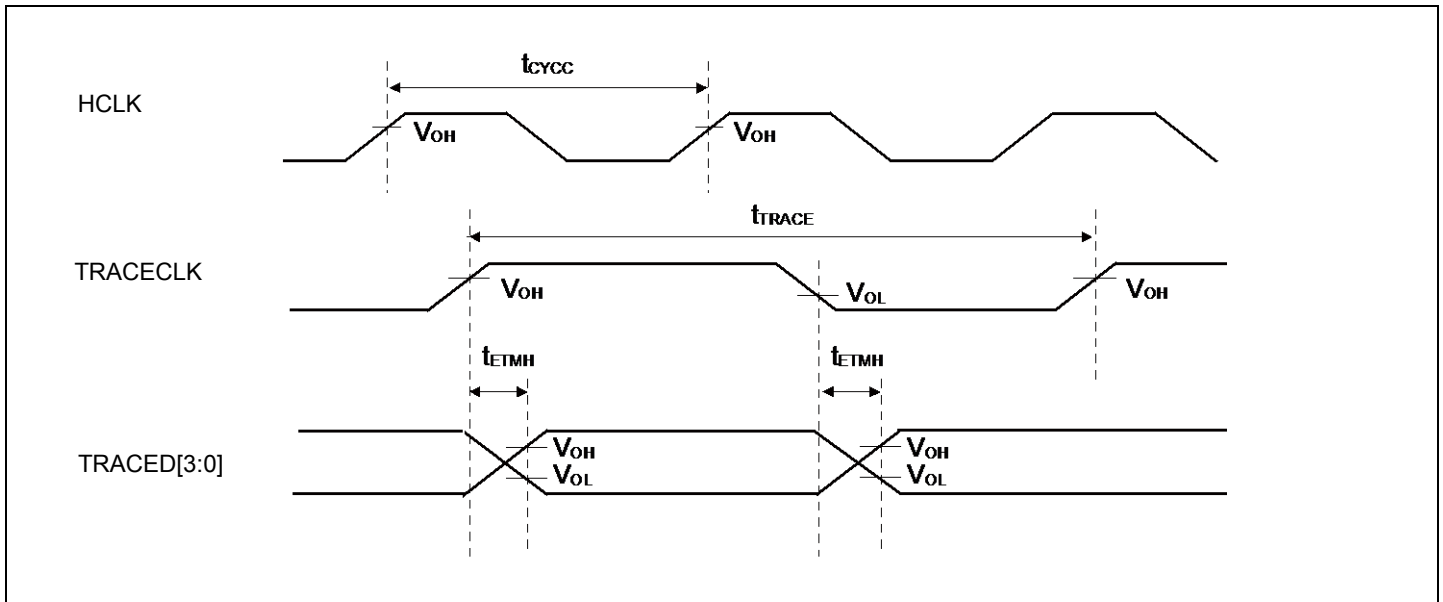 tCYCC
HCLK
VOH VOH
tTRACE
TRACECLK
VOH VOL VOH
tETMH tETMH
TRACED[3:0]
VOH VOH
VOL VOL